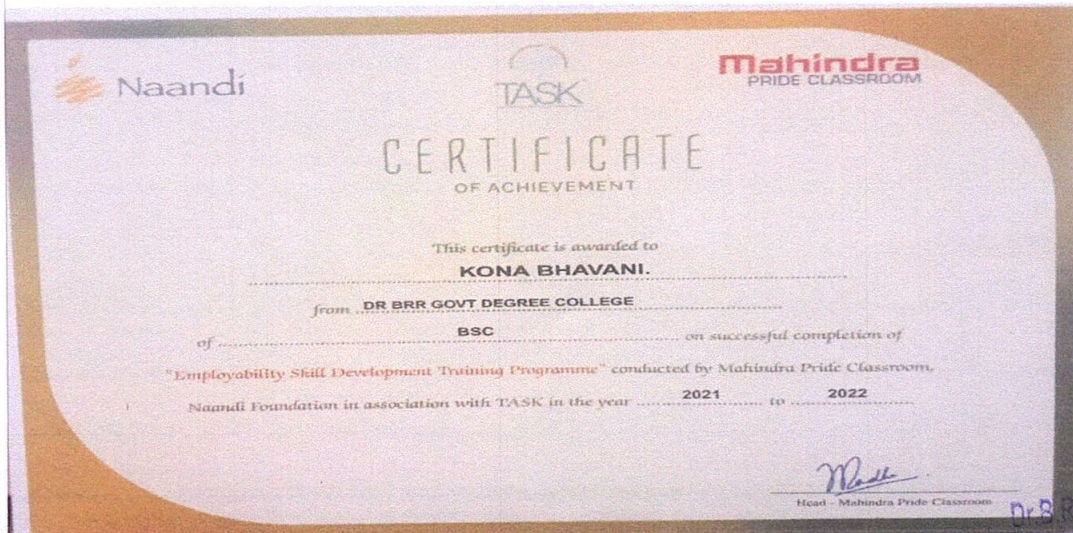 Naandi
TASK
Mahindra
PRIDE CLASSROOM
CERTIFICATE
OF ACHIEVEMENT
This certificate is awarded to
KONA BHAVANI.
from DR BRR GOVT DEGREE COLLEGE
of BSC on successful completion of
"Employability Skill Development Training Programme" conducted by Mahindra Pride Classroom,
Naandi Foundation in association with TASK in the year 2021 to 2022
Head - Mahindra Pride Classroom
Dr.B.R